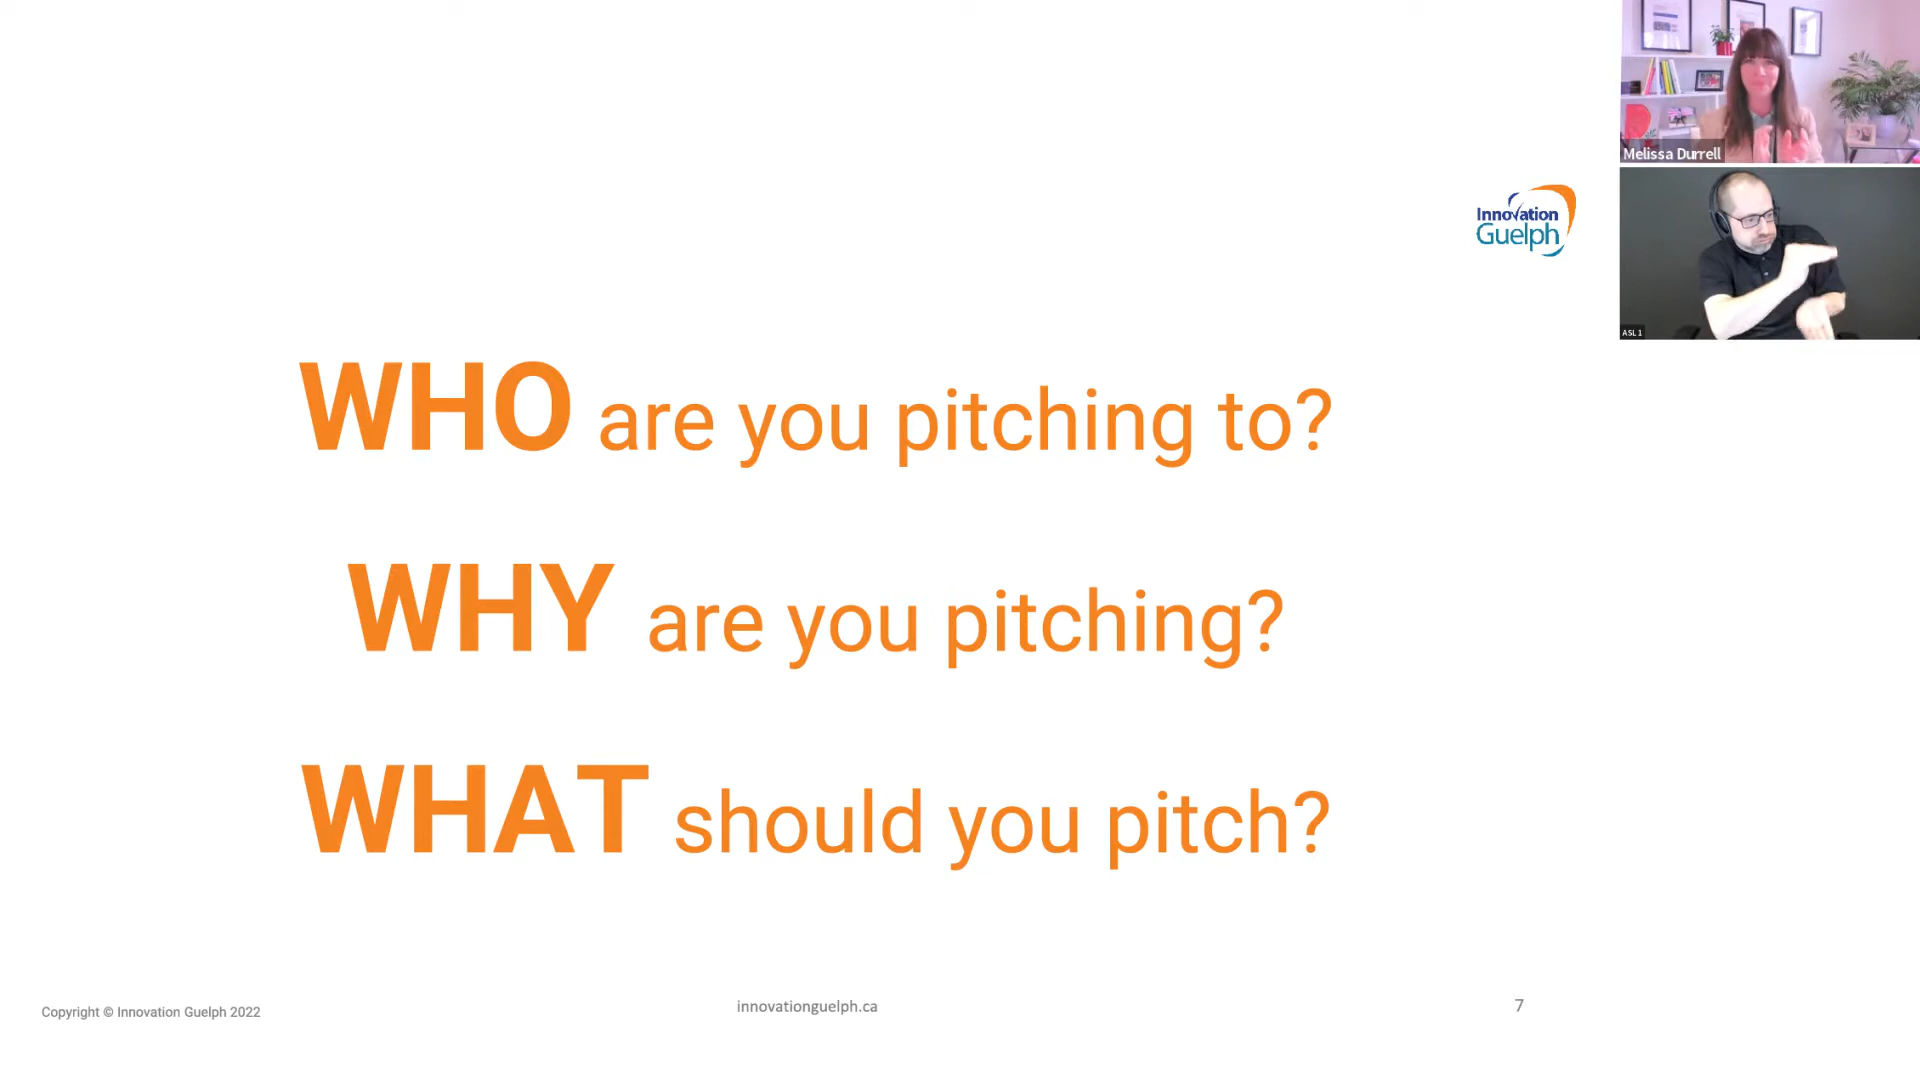 Melissa Durrell
Innovation
Guelph
ASL 1
WHO are you pitching to?
WHY are you pitching?
WHAT should you pitch?
Copyright © Innovation Guelph 2022
innovationguelph.ca
7